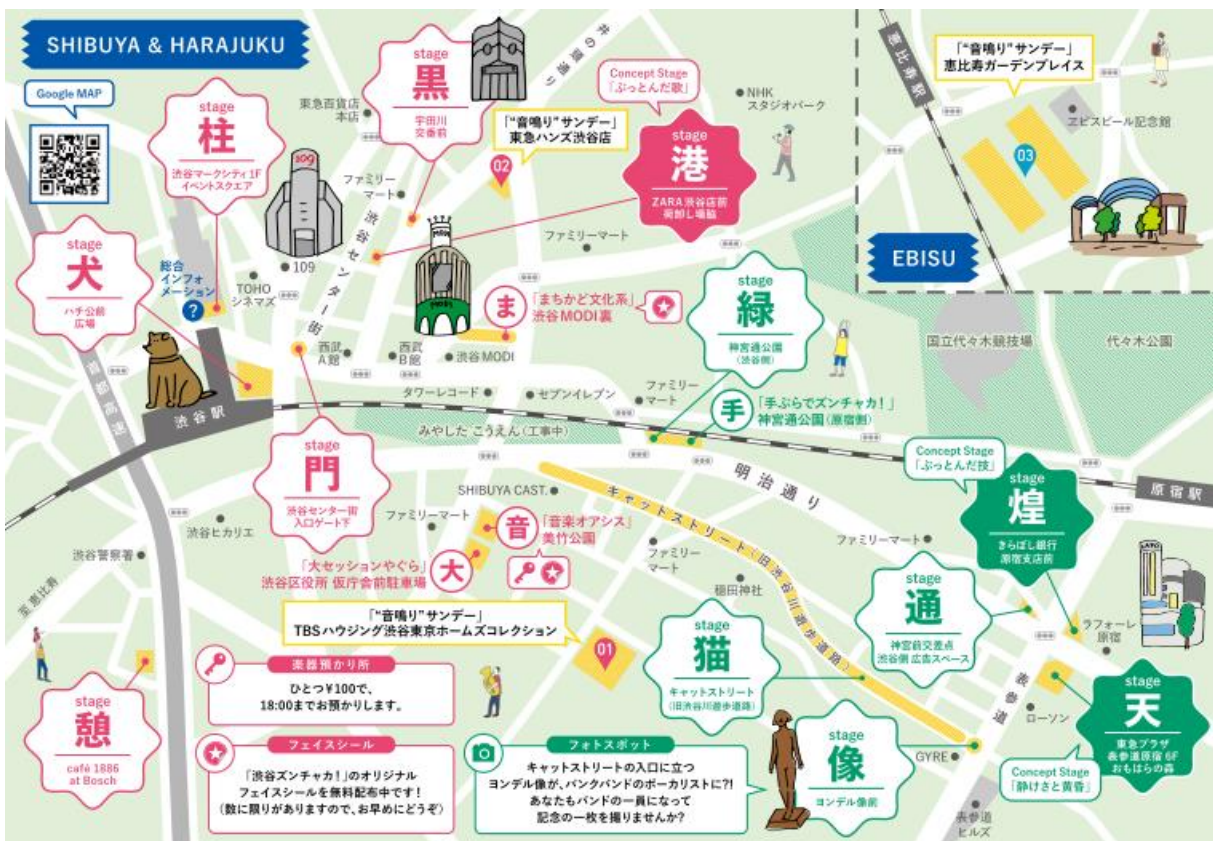 SHIBUYA & HARAJUKU
Google MAP
stage
柱
渋谷マークシティ1F
イベントスクエア
stage
黒
宇田川
交番前
井の頭通り
東急百貨店
本店
「“音鳴り”サンデー」
東急ハンズ渋谷店
02
Concept Stage
「ぶっとんだ歌」
stage
港
ZARA渋谷店前
荷卸し場脇
NHK
スタジオパーク
恵比寿駅
「“音鳴り”サンデー」
恵比寿ガーデンプレイス
ヱビスビール記念館
03
EBISU
stage
犬
ハチ公前
広場
総合
インフォ
メーション
?
TOHO
シネマズ
109
109
ファミリー
マート
渋谷センター街
ファミリーマート
MODI
ま
「まちかど文化系」
渋谷MODI裏
西武
A館
西武
B館
渋谷MODI
stage
緑
神宮通公園
(渋谷側)
国立代々木競技場
代々木公園
首都高速
渋谷駅
タワーレコード
セブンイレブン
ファミリー
マート
手
「手ぶらでズンチャカ!」
神宮通公園(原宿側)
みやした こうえん(工事中)
stage
門
渋谷センター街
入口ゲート下
明治通り
Concept Stage
「ぶっとんだ技」
stage
煌
きらぼし銀行
原宿支店前
原宿駅
SHIBUYA CAST.
キャットストリート(旧渋谷川遊歩道路)
ファミリーマート
音
「音楽オアシス」
美竹公園
渋谷ヒカリエ
渋谷警察署
至 恵比寿
「大セッションやぐら」
渋谷区役所 仮庁舎前駐車場
大
ファミリー
マート
穏田神社
ファミリーマート
stage
通
神宮前交差点
渋谷側 広告スペース
ラフォーレ
原宿
「“音鳴り”サンデー」
TBSハウジング渋谷東京ホームズコレクション
01
stage
猫
キャットストリート
(旧渋谷川遊歩道路)
表参道
ローソン
stage
天
東急プラザ
表参道原宿 6F
おもはらの森
Concept Stage
「静けさと黄昏」
stage
憩
café 1886
at Bosch
楽器預かり所
ひとつ¥100で、
18:00までお預かりします。
フェイスシール
「渋谷ズンチャカ!」のオリジナル
フェイスシールを無料配布中です!
(数に限りがありますので、お早めにどうぞ)
フォトスポット
キャットストリートの入口に立つ
ヨンデル像が、パンクバンドのボーカリストに?!
あなたもバンドの一員になって
記念の一枚を撮りませんか?
stage
像
ヨンデル像前
GYRE
表参道
ヒルズ